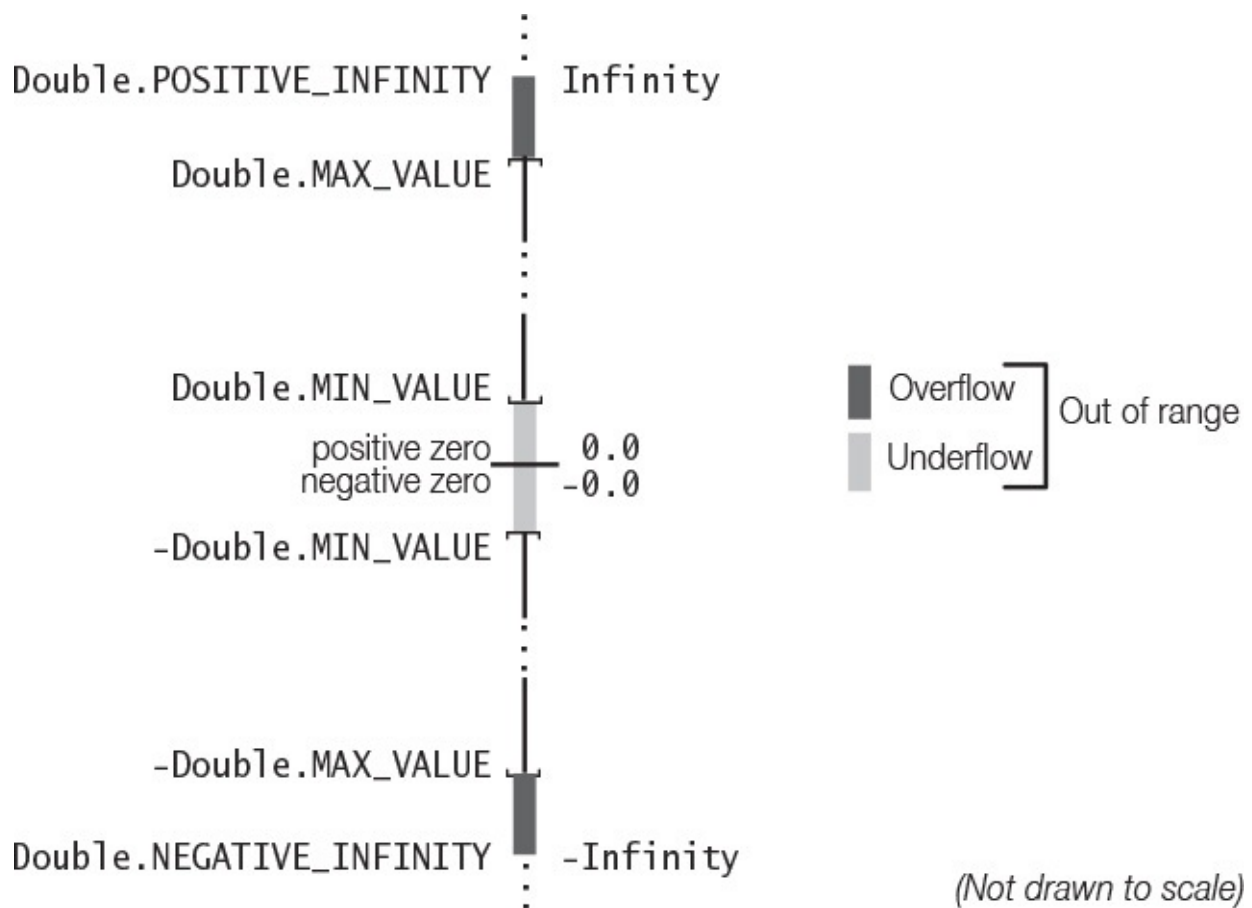 Double.POSITIVE_INFINITY Infinity
Double.MAX_VALUE
Double.MIN_VALUE
positive zero 0.0
negative zero -0.0
-Double.MIN_VALUE
-Double.MAX_VALUE
Double.NEGATIVE_INFINITY -Infinity
Overflow
Underflow
Out of range
(Not drawn to scale)